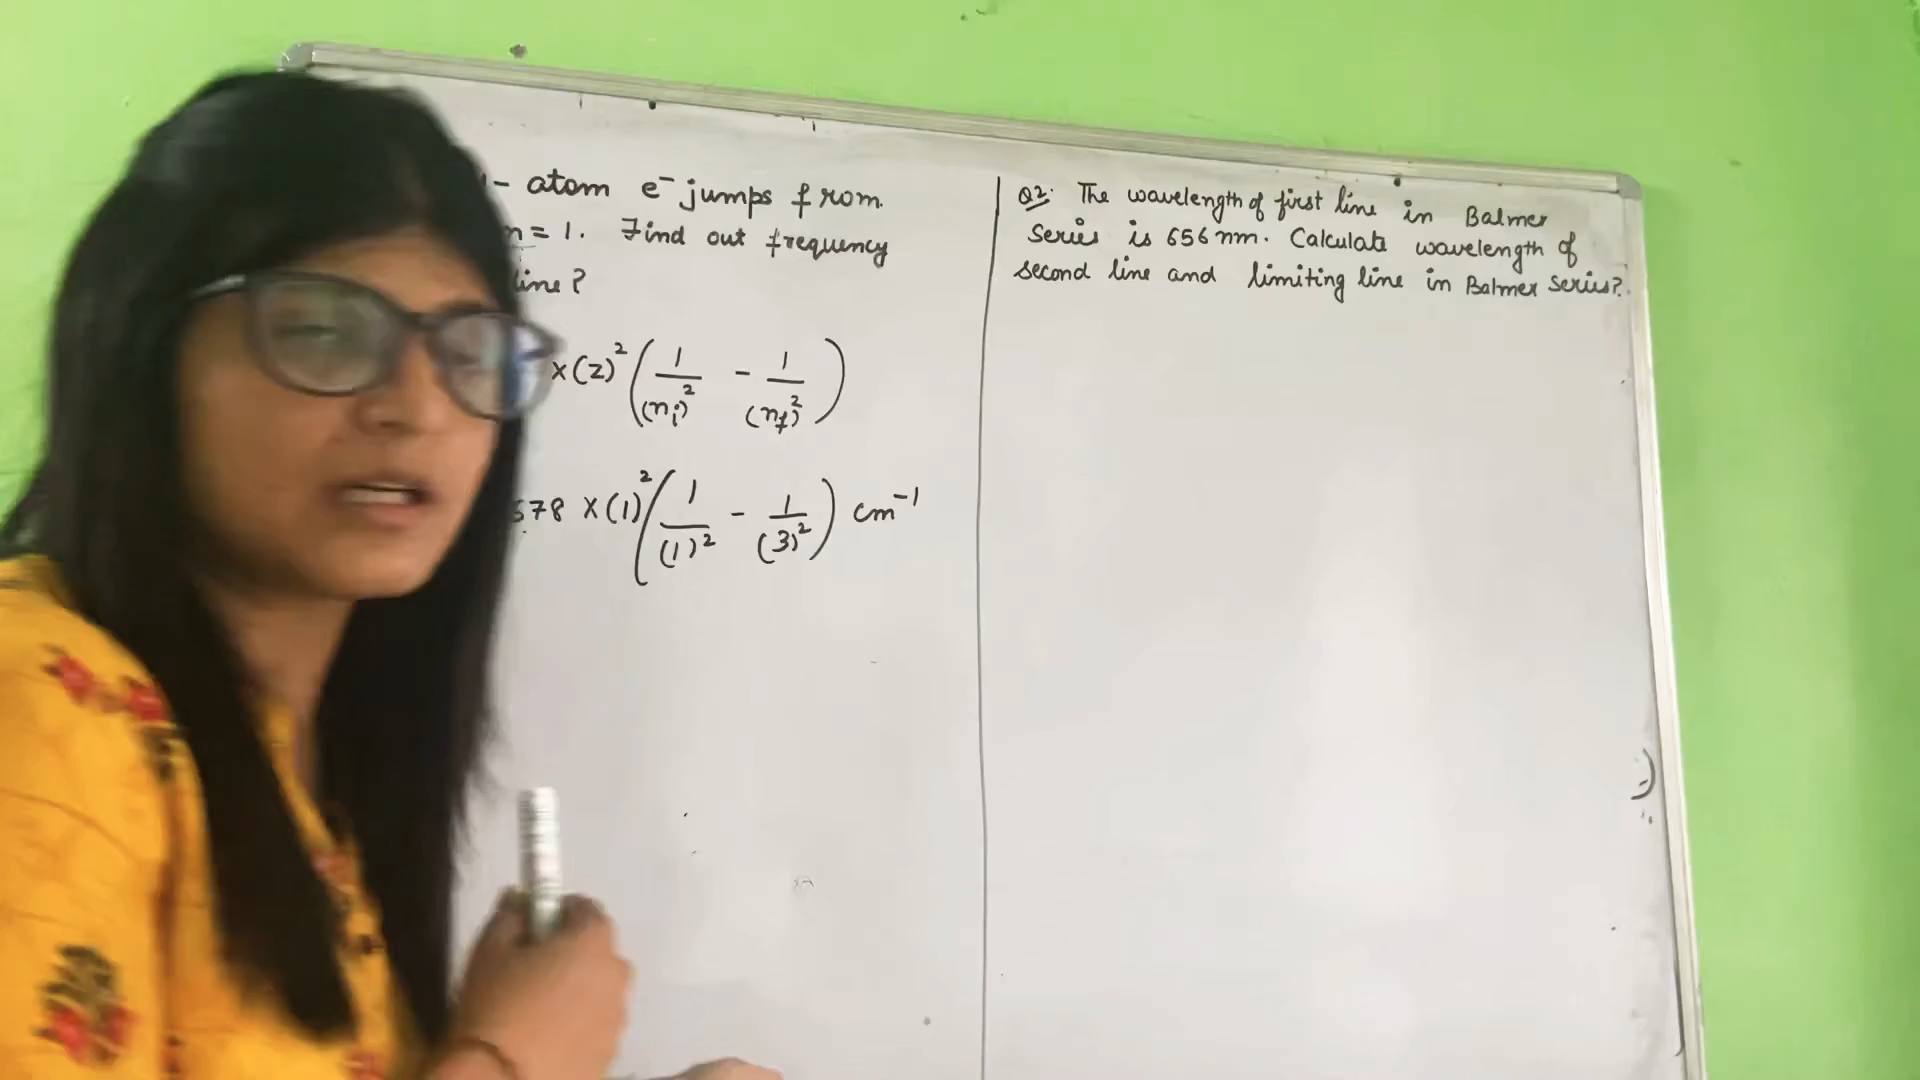 - atom e⁻ jumps from
n = 1. Find out frequency
line?
x(z)² (1/(nᵢ)² - 1/(n_f)²)
678 x (1)² (1/(1)² - 1/(3)²) cm⁻¹
Q2. The wavelength of first line in Balmer
Series is 656 nm. Calculate wavelength of
second line and limiting line in Balmer Series?